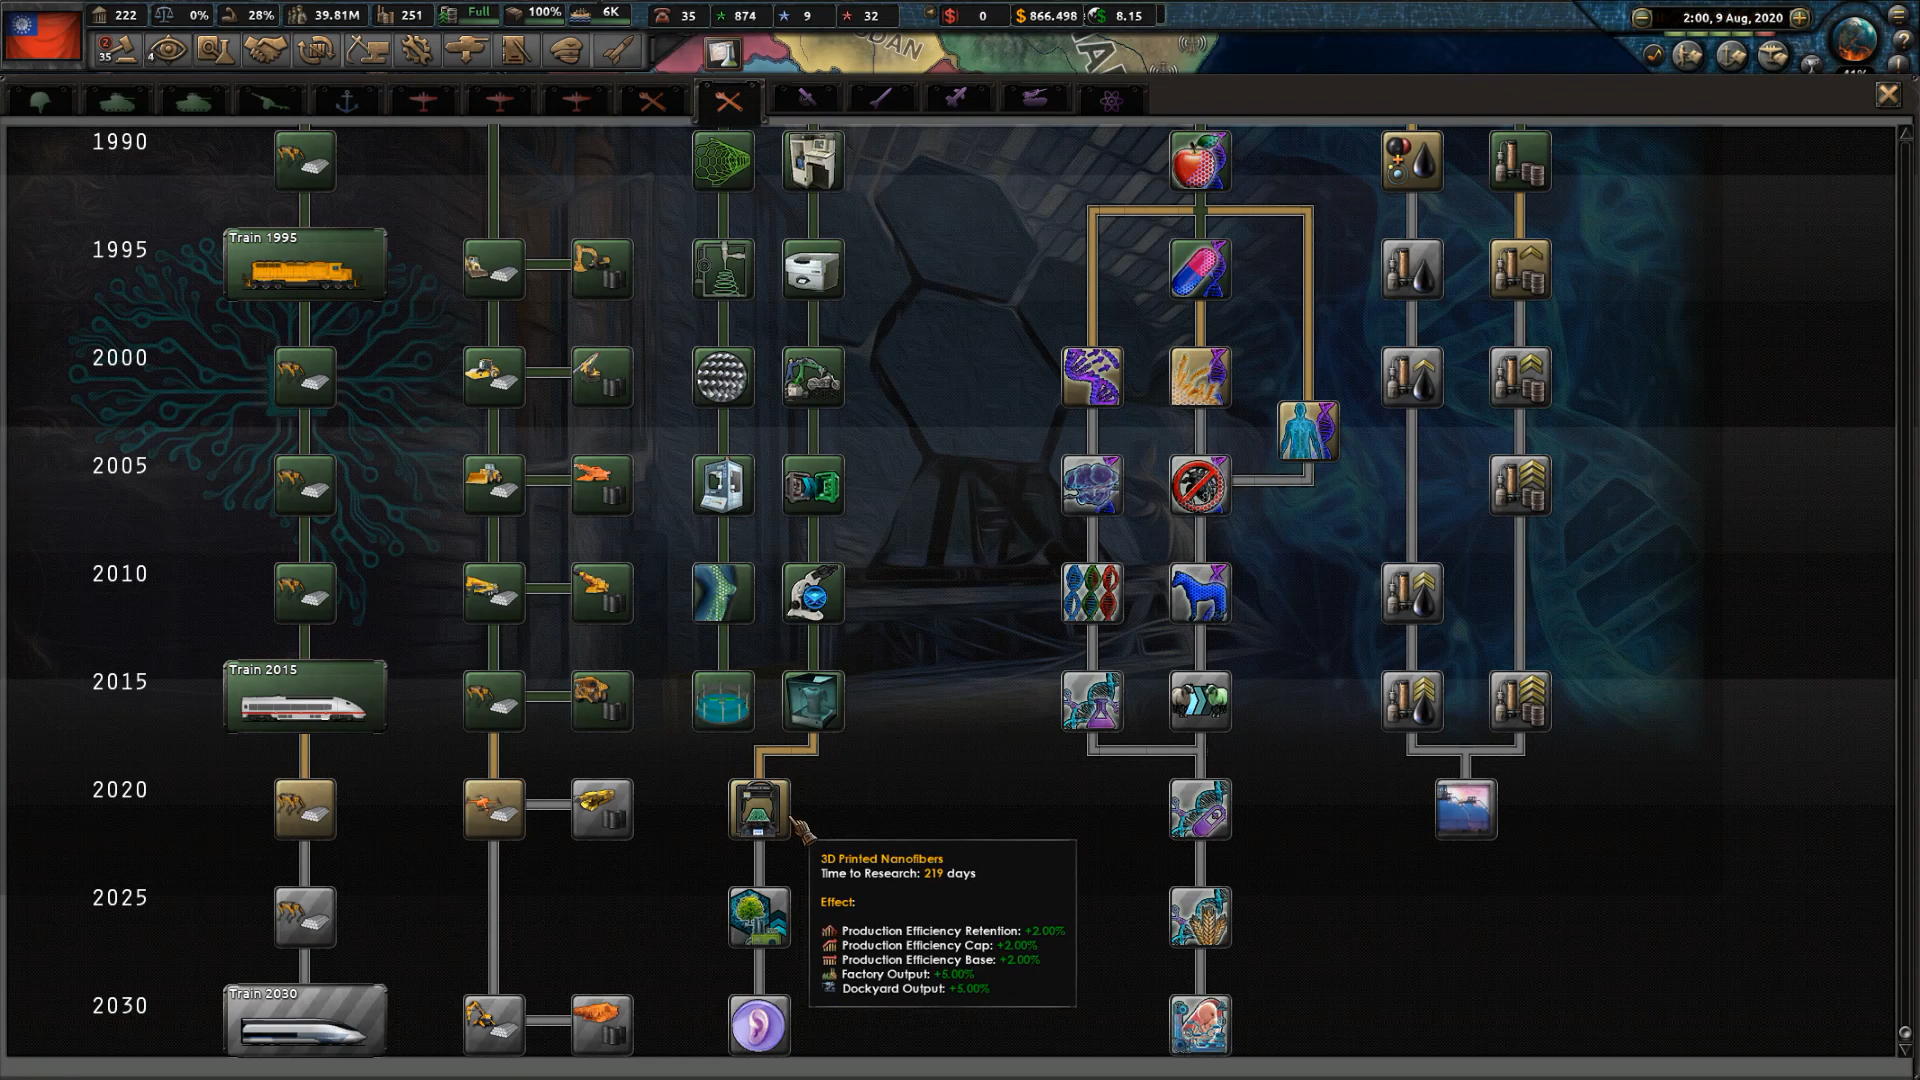 222 0% 28% 39.81M 251 Full 100% 6K 35 874 9 32 0 $866.498 8.15 2:00, 9 Aug, 2020
2
35 4
DAN
1990
Train 1995
1995
2000
2005
2010
Train 2015
2015
2020
3D Printed Nanofibers
Time to Research: 219 days
Effect:
2025
Production Efficiency Retention: +2.00%
Production Efficiency Cap: +2.00%
Production Efficiency Base: +2.00%
Factory Output: +5.00%
Dockyard Output: +5.00%
Train 2030
2030